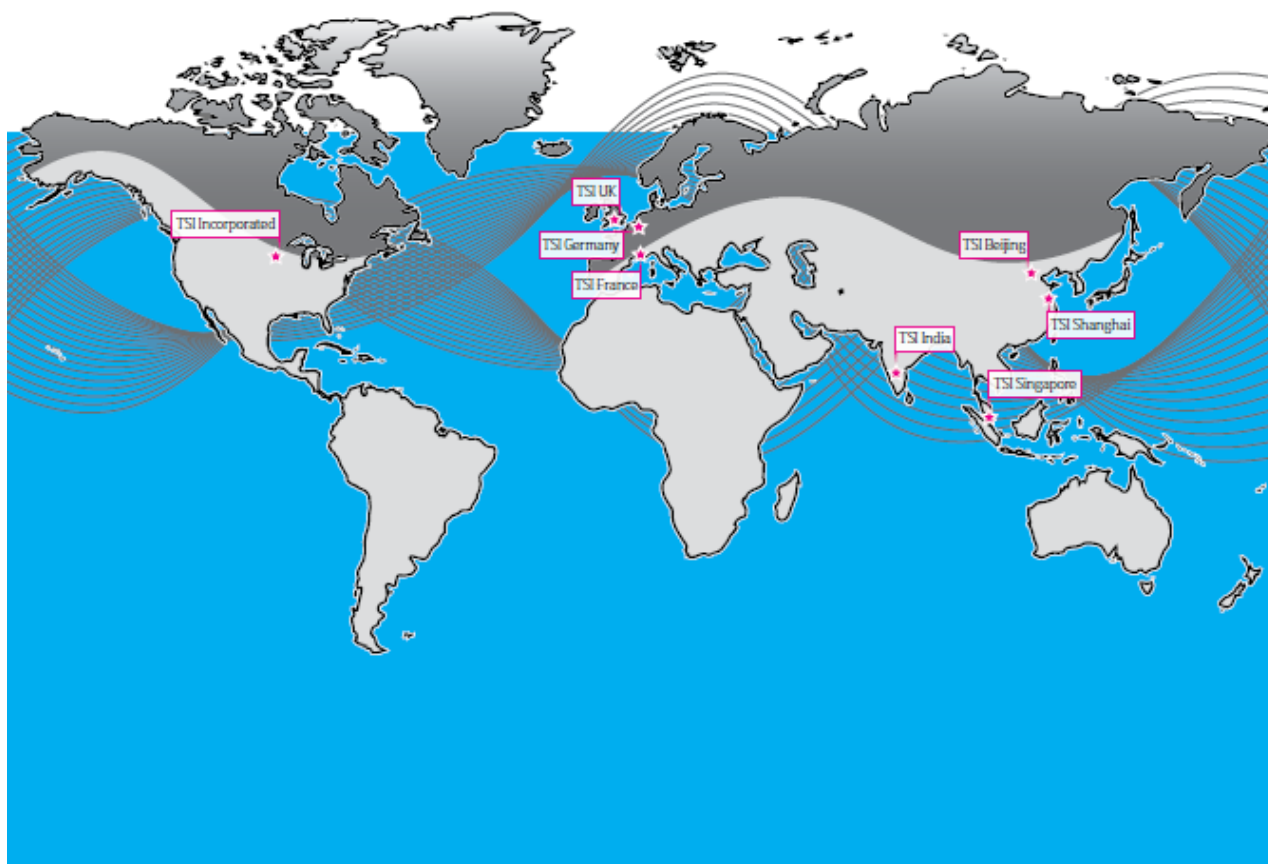 TSI UK
TSI Incorporated
TSI Germany
TSI Beijing
TSI France
TSI Shanghai
TSI India
TSI Singapore